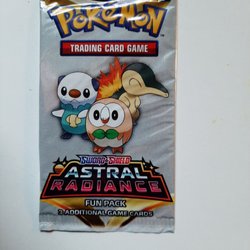 POKéMON
TRADING CARD GAME
SWORD & SHIELD
ASTRAL
RADIANCE
FUN PACK
3 ADDITIONAL GAME CARDS